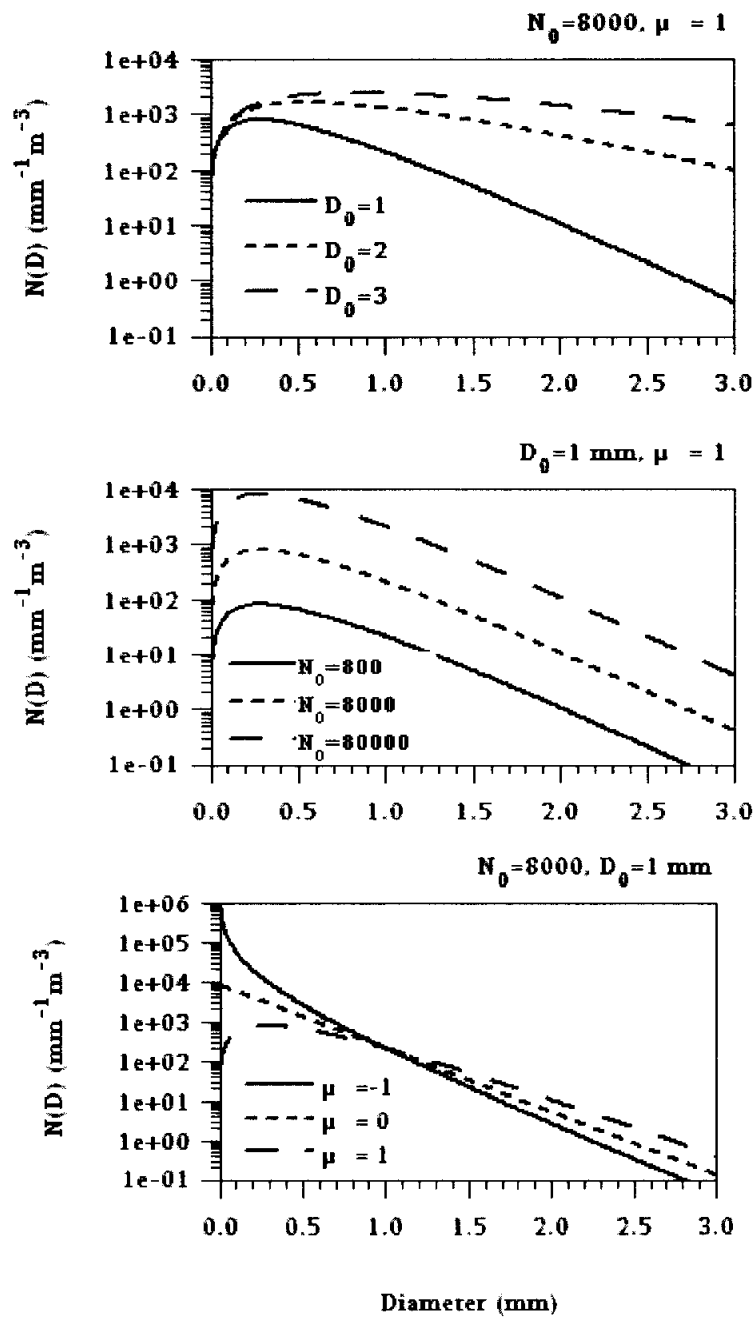 N₀=8000, μ = 1
N(D) (mm⁻¹m⁻³)
1e+04
1e+03
1e+02
1e+01
1e+00
1e-01
D₀=1
D₀=2
D₀=3
0.0 0.5 1.0 1.5 2.0 2.5 3.0
D₀=1 mm, μ = 1
N(D) (mm⁻¹m⁻³)
1e+04
1e+03
1e+02
1e+01
1e+00
1e-01
N₀=800
N₀=8000
N₀=80000
0.0 0.5 1.0 1.5 2.0 2.5 3.0
N₀=8000, D₀=1 mm
N(D) (mm⁻¹m⁻³)
1e+06
1e+05
1e+04
1e+03
1e+02
1e+01
1e+00
1e-01
μ =-1
μ =0
μ = 1
0.0 0.5 1.0 1.5 2.0 2.5 3.0
Diameter (mm)